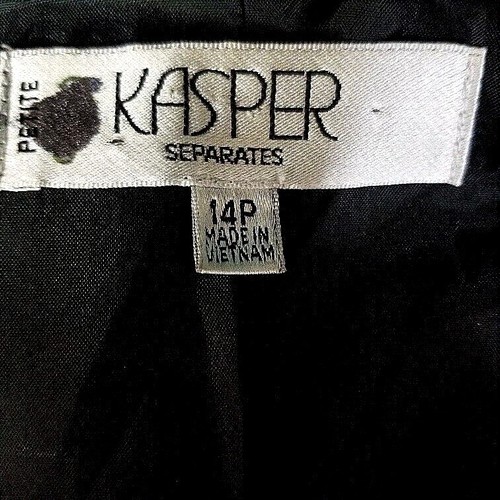 PETITE
KASPER
SEPARATES
14P
MADE IN
VIETNAM